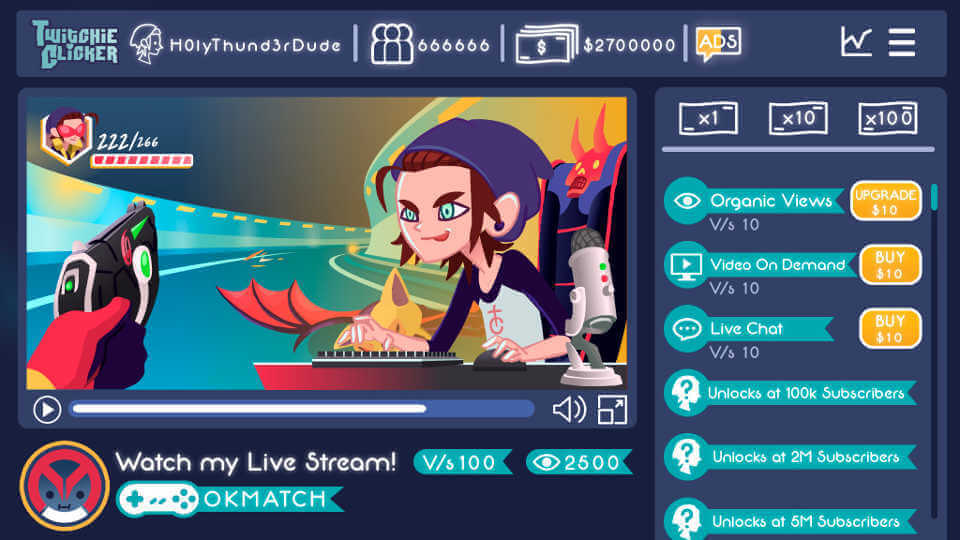 Twitchie
Clicker
H0lyThund3rDude
666666
$
$2700000
ADS
222/266
x1
x10
x100
Organic Views
UPGRADE
$10
V/s 10
Video On Demand
BUY
$10
V/s 10
Live Chat
BUY
$10
V/s 10
?
Unlocks at 100k Subscribers
?
Unlocks at 2M Subscribers
?
Unlocks at 5M Subscribers
Watch my Live Stream!
V/s 100
2500
OKMATCH